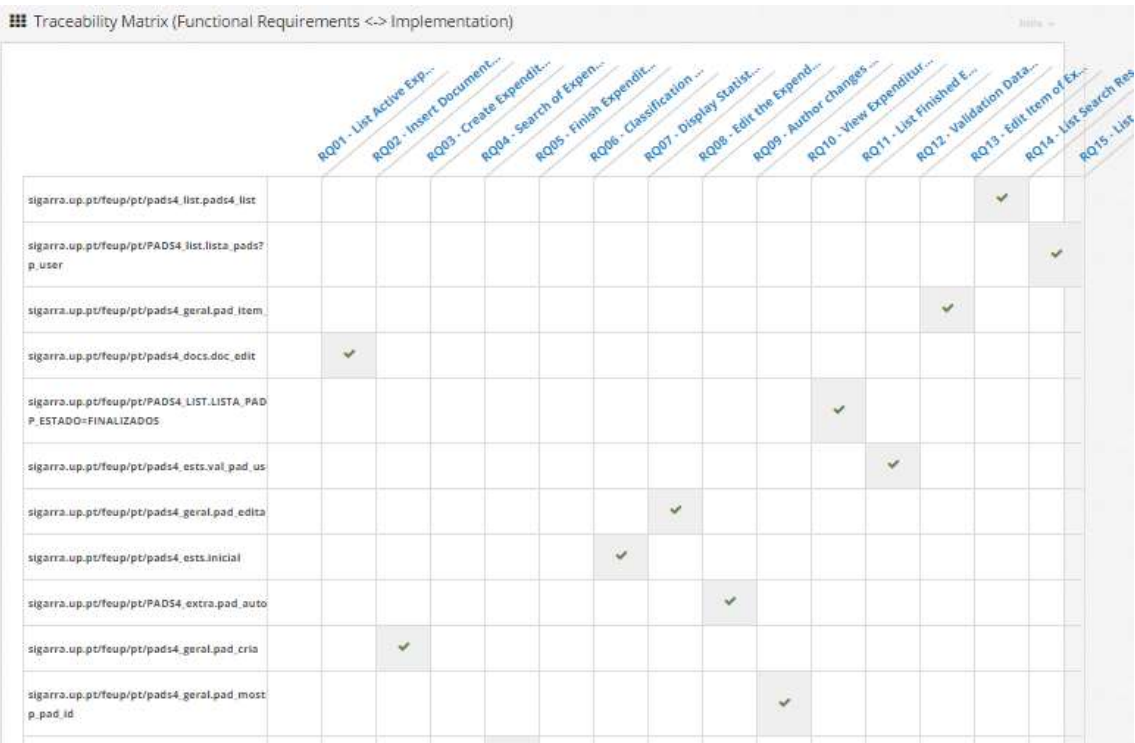 Traceability Matrix (Functional Requirements <-> Implementation)
RQ01 - List Active Exp...
RQ02 - Insert Document...
RQ03 - Create Expendit...
RQ04 - Search of Expen...
RQ05 - Finish Expendit...
RQ06 - Classification ...
RQ07 - Display Statist...
RQ08 - Edit the Expend...
RQ09 - Author changes ...
RQ10 - View Expenditur...
RQ11 - List Finished E...
RQ12 - Validation Data...
RQ13 - Edit Item of Ex...
RQ14 - List Search Res
RQ15 - List
sigarra.up.pt/feup/pt/pads4_list.pads4_list
sigarra.up.pt/feup/pt/PADS4_list.lista_pads?
p_user
sigarra.up.pt/feup/pt/pads4_geral.pad_item_
sigarra.up.pt/feup/pt/pads4_docs.doc_edit
sigarra.up.pt/feup/pt/PADS4_LIST.LISTA_PAD
P_ESTADO=FINALIZADOS
sigarra.up.pt/feup/pt/pads4_ests.val_pad_us
sigarra.up.pt/feup/pt/pads4_geral.pad_edita
sigarra.up.pt/feup/pt/pads4_ests.inicial
sigarra.up.pt/feup/pt/PADS4_extra.pad_auto
sigarra.up.pt/feup/pt/pads4_geral.pad_cria
sigarra.up.pt/feup/pt/pads4_geral.pad_most
p_pad_id